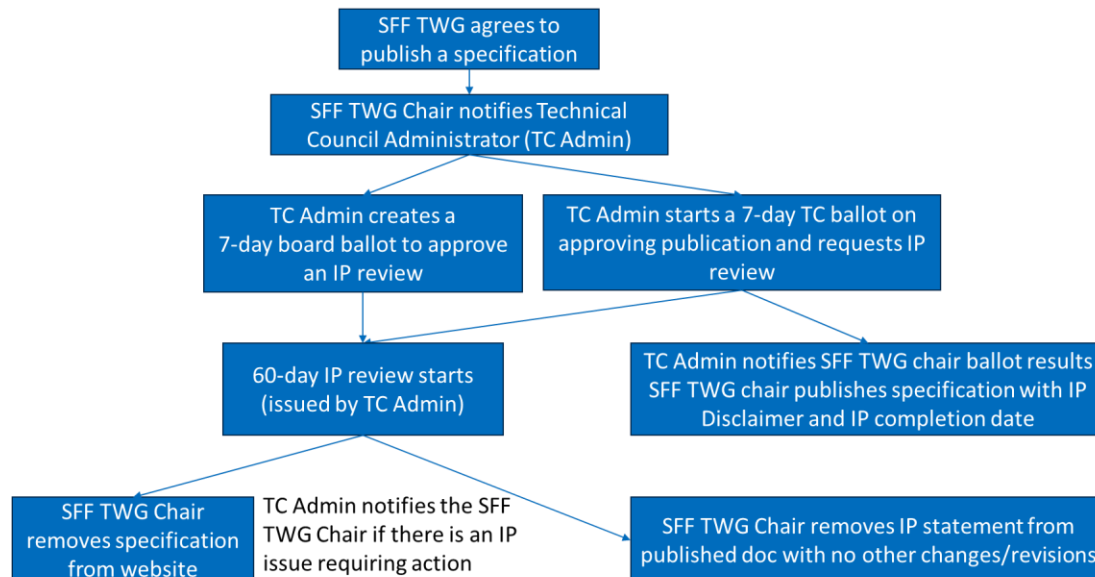 SFF TWG agrees to
publish a specification
SFF TWG Chair notifies Technical
Council Administrator (TC Admin)
TC Admin creates a
7-day board ballot to approve
an IP review
TC Admin starts a 7-day TC ballot on
approving publication and requests IP
review
60-day IP review starts
(issued by TC Admin)
TC Admin notifies SFF TWG chair ballot results
SFF TWG chair publishes specification with IP
Disclaimer and IP completion date
SFF TWG Chair
removes specification
from website
TC Admin notifies the SFF
TWG Chair if there is an IP
issue requiring action
SFF TWG Chair removes IP statement from
published doc with no other changes/revisions